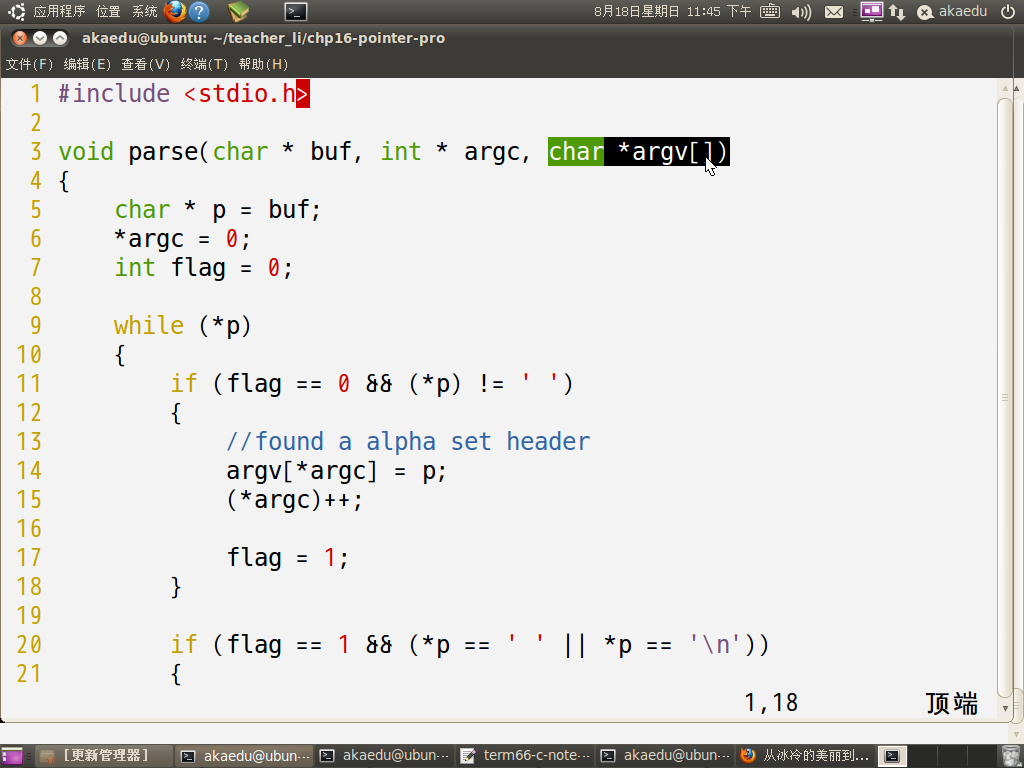 应用程序 位置 系统 8月18日星期日 11:45 下午 akaedu
akaedu@ubuntu: ~/teacher_li/chp16-pointer-pro
文件(F) 编辑(E) 查看(V) 终端(T) 帮助(H)
1 #include <stdio.h>
2
3 void parse(char * buf, int * argc, char *argv[])
4 {
5     char * p = buf;
6     *argc = 0;
7     int flag = 0;
8
9     while (*p)
10     {
11         if (flag == 0 && (*p) != ' ')
12         {
13             //found a alpha set header
14             argv[*argc] = p;
15             (*argc)++;
16
17             flag = 1;
18         }
19
20         if (flag == 1 && (*p == ' ' || *p == '\n'))
21         {
1,18 顶端
[更新管理器] akaedu@ubun... akaedu@ubun... term66-c-note... akaedu@ubun... 从冰冷的美丽到...